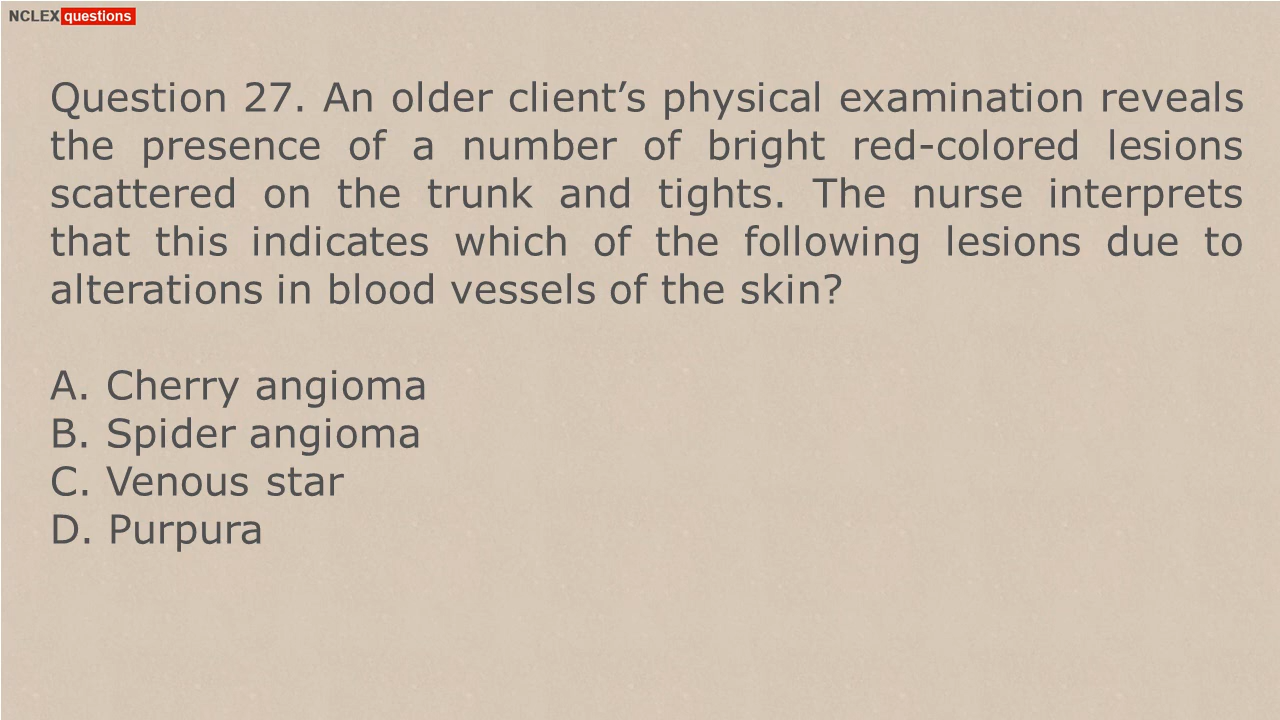 NCLEX questions
Question 27. An older client’s physical examination reveals
the presence of a number of bright red-colored lesions
scattered on the trunk and tights. The nurse interprets
that this indicates which of the following lesions due to
alterations in blood vessels of the skin?
A. Cherry angioma
B. Spider angioma
C. Venous star
D. Purpura